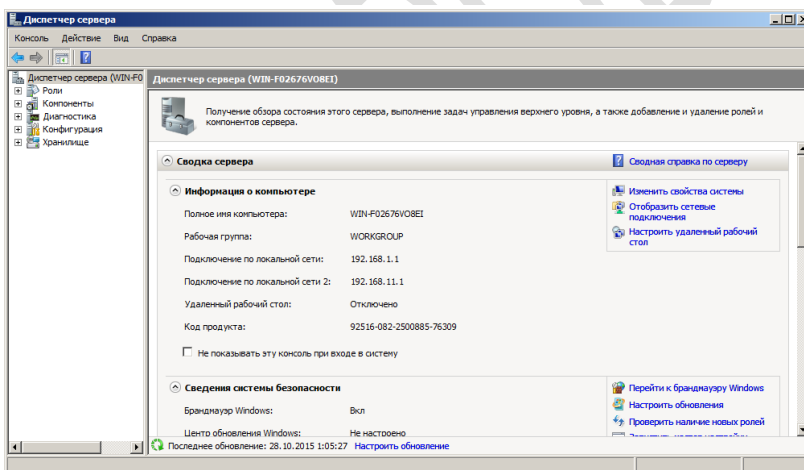 Диспетчер сервера
Консоль Действие Вид Справка
Диспетчер сервера (WIN-F0
Роли
Компоненты
Диагностика
Конфигурация
Хранилище
Диспетчер сервера (WIN-F02676VO8EI)
Получение обзора состояния этого сервера, выполнение задач управления верхнего уровня, а также добавление и удаление ролей и
компонентов сервера.
Сводка сервера
Сводная справка по серверу
Информация о компьютере
Изменить свойства системы
Отобразить сетевые
подключения
Настроить удаленный рабочий
стол
Полное имя компьютера: WIN-F02676VO8EI
Рабочая группа: WORKGROUP
Подключение по локальной сети: 192.168.1.1
Подключение по локальной сети 2: 192.168.11.1
Удаленный рабочий стол: Отключено
Код продукта: 92516-082-2500885-76309
Не показывать эту консоль при входе в систему
Сведения системы безопасности
Перейти к брандмауэру Windows
Настроить обновления
Проверить наличие новых ролей
Брандмауэр Windows: Вкл
Центр обновления Windows: Не настроено
Последнее обновление: 28.10.2015 1:05:27 Настроить обновление